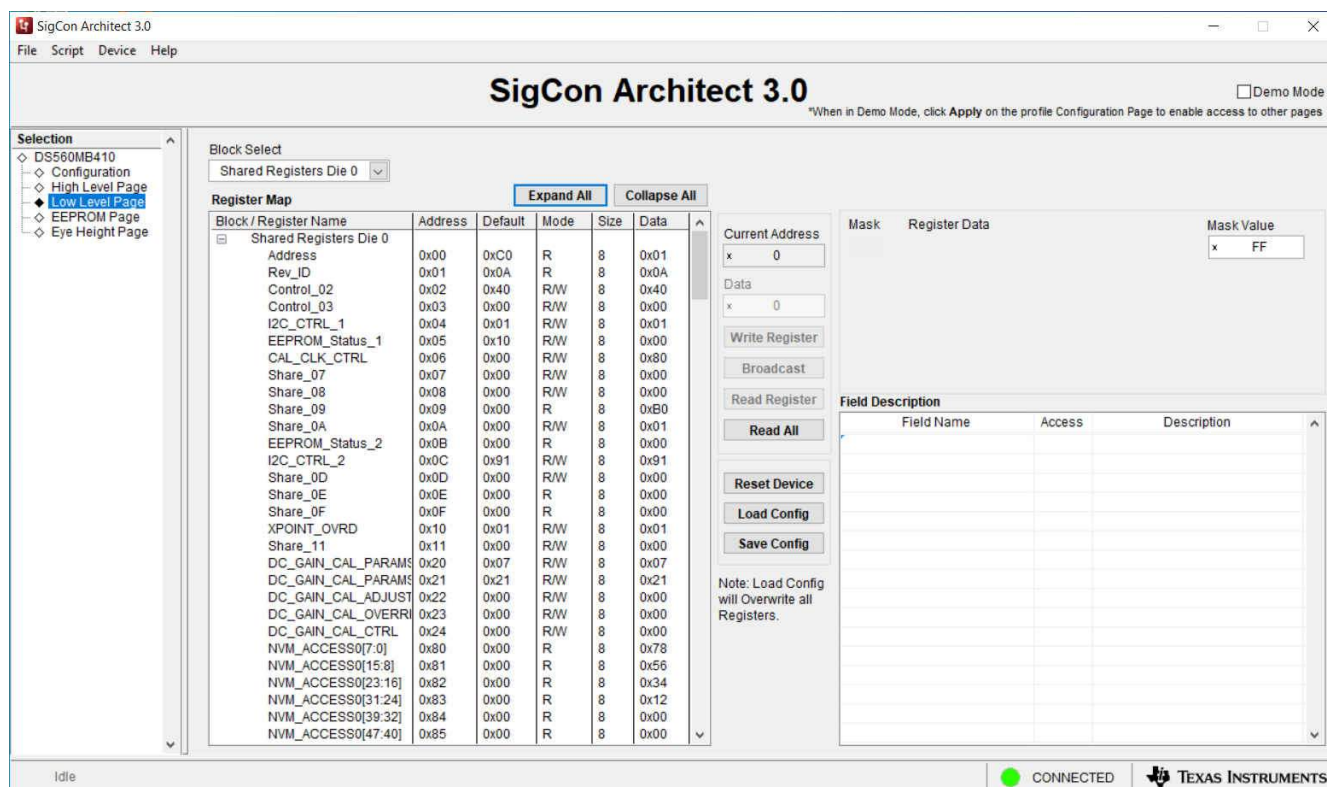 SigCon Architect 3.0
File Script Device Help
SigCon Architect 3.0
Demo Mode
*When in Demo Mode, click Apply on the profile Configuration Page to enable access to other pages
Selection
DS560MB410
Configuration
High Level Page
Low Level Page
EEPROM Page
Eye Height Page
Block Select
Shared Registers Die 0
Register Map
Expand All
Collapse All
Block / Register Name Address Default Mode Size Data
Shared Registers Die 0
Address 0x00 0xC0 R 8 0x01
Rev_ID 0x01 0x0A R 8 0x0A
Control_02 0x02 0x40 R/W 8 0x40
Control_03 0x03 0x00 R/W 8 0x00
I2C_CTRL_1 0x04 0x01 R/W 8 0x01
EEPROM_Status_1 0x05 0x10 R/W 8 0x00
CAL_CLK_CTRL 0x06 0x00 R/W 8 0x80
Share_07 0x07 0x00 R/W 8 0x00
Share_08 0x08 0x00 R/W 8 0x00
Share_09 0x09 0x00 R 8 0xB0
Share_0A 0x0A 0x00 R/W 8 0x01
EEPROM_Status_2 0x0B 0x00 R 8 0x00
I2C_CTRL_2 0x0C 0x91 R/W 8 0x91
Share_0D 0x0D 0x00 R/W 8 0x00
Share_0E 0x0E 0x00 R 8 0x00
Share_0F 0x0F 0x00 R 8 0x00
XPOINT_OVRD 0x10 0x01 R/W 8 0x01
Share_11 0x11 0x00 R/W 8 0x00
DC_GAIN_CAL_PARAMS 0x20 0x07 R/W 8 0x07
DC_GAIN_CAL_PARAMS 0x21 0x21 R/W 8 0x21
DC_GAIN_CAL_ADJUST 0x22 0x00 R/W 8 0x00
DC_GAIN_CAL_OVERRI 0x23 0x00 R/W 8 0x00
DC_GAIN_CAL_CTRL 0x24 0x00 R/W 8 0x00
NVM_ACCESS0[7:0] 0x80 0x00 R 8 0x78
NVM_ACCESS0[15:8] 0x81 0x00 R 8 0x56
NVM_ACCESS0[23:16] 0x82 0x00 R 8 0x34
NVM_ACCESS0[31:24] 0x83 0x00 R 8 0x12
NVM_ACCESS0[39:32] 0x84 0x00 R 8 0x00
NVM_ACCESS0[47:40] 0x85 0x00 R 8 0x00
Current Address
x 0
Data
x 0
Write Register
Broadcast
Read Register
Read All
Reset Device
Load Config
Save Config
Note: Load Config
will Overwrite all
Registers.
Mask Register Data Mask Value
x FF
Field Description
Field Name Access Description
Idle
CONNECTED
TEXAS INSTRUMENTS